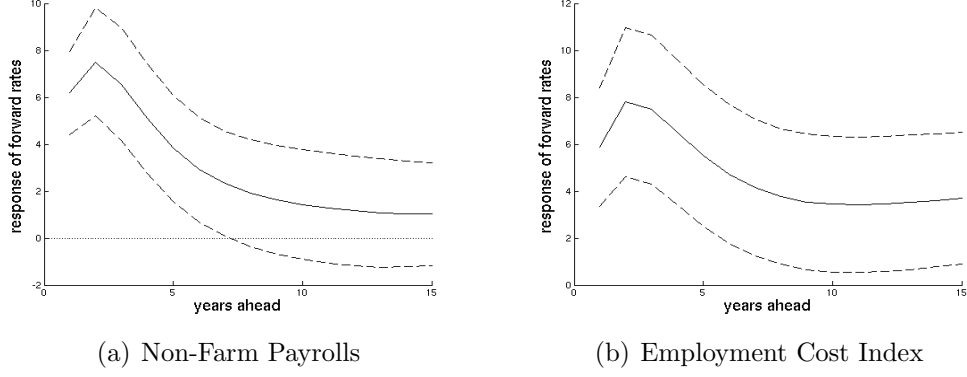 10
8
6
4
2
0
-2
response of forward rates
0 5 10 15
years ahead
(a) Non-Farm Payrolls
12
10
8
6
4
2
0
response of forward rates
0 5 10 15
years ahead
(b) Employment Cost Index